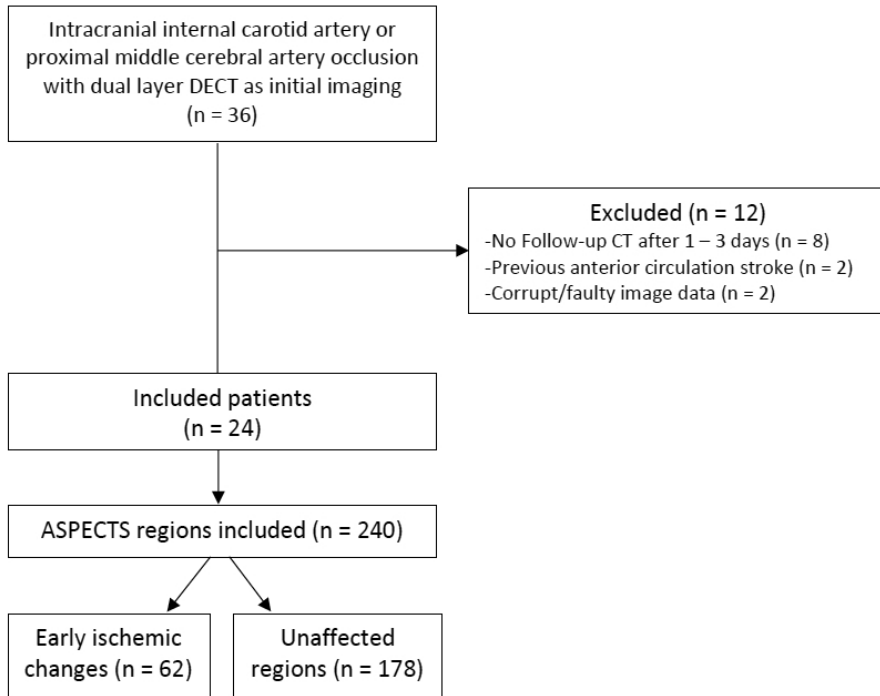 Intracranial internal carotid artery or
proximal middle cerebral artery occlusion
with dual layer DECT as initial imaging
(n = 36)
Excluded (n = 12)
-No Follow-up CT after 1 – 3 days (n = 8)
-Previous anterior circulation stroke (n = 2)
-Corrupt/faulty image data (n = 2)
Included patients
(n = 24)
ASPECTS regions included (n = 240)
Early ischemic
changes (n = 62)
Unaffected
regions (n = 178)